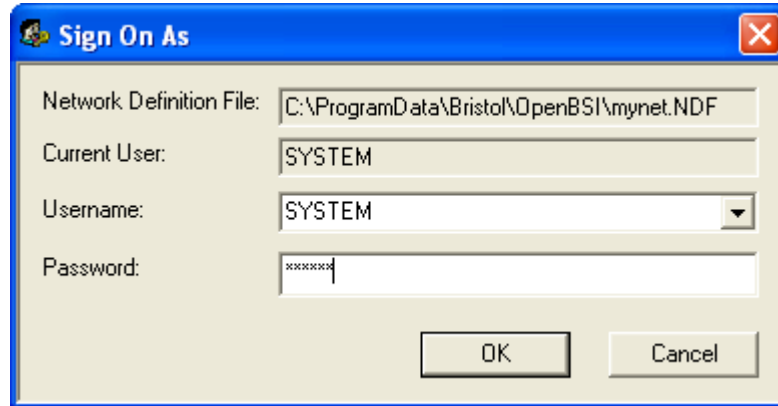 Sign On As
Network Definition File: C:\ProgramData\Bristol\OpenBSI\mynet.NDF
Current User: SYSTEM
Username: SYSTEM
Password: ******
OK Cancel